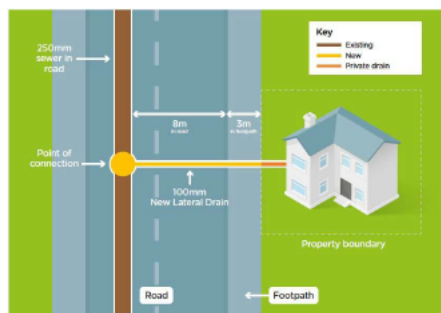 250mm
sewer in
road
Key
Existing
New
Private drain
8m
in road
3m
in footpath
Point of
connection
100mm
New Lateral Drain
Property boundary
Road
Footpath